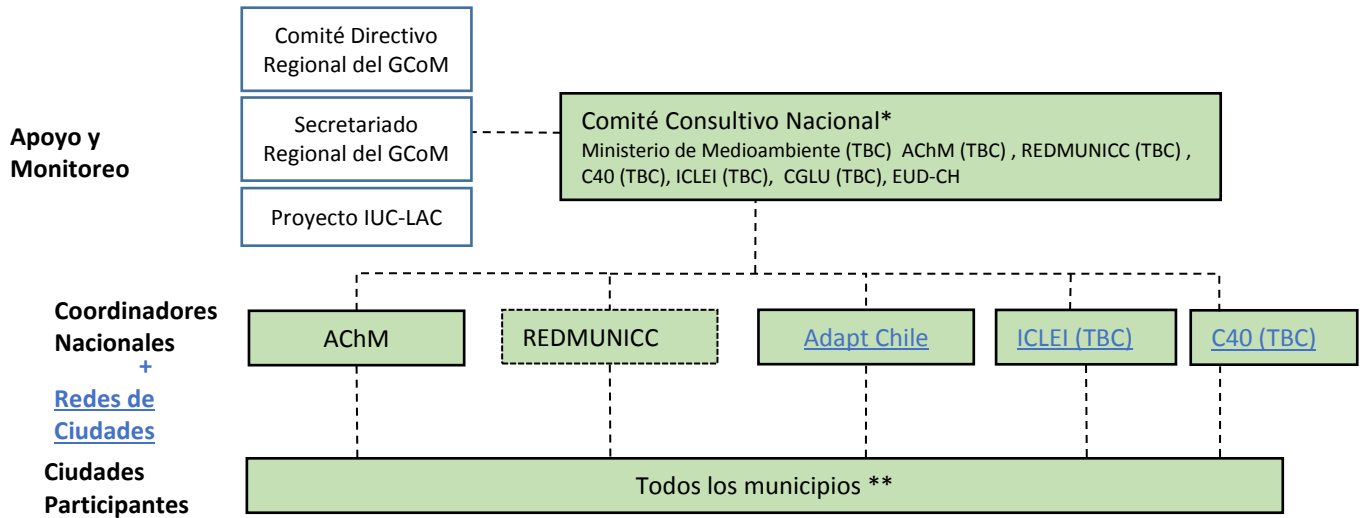 Comité Directivo
Regional del GCoM
Apoyo y
Monitoreo
Secretariado
Regional del GCoM
Proyecto IUC-LAC
Comité Consultivo Nacional*
Ministerio de Medioambiente (TBC)  AChM (TBC) , REDMUNICC (TBC) ,
C40 (TBC), ICLEI (TBC),  CGLU (TBC), EUD-CH
Coordinadores
Nacionales
+
Redes de
Ciudades
AChM
REDMUNICC
Adapt Chile
ICLEI (TBC)
C40 (TBC)
Ciudades
Participantes
Todos los municipios **